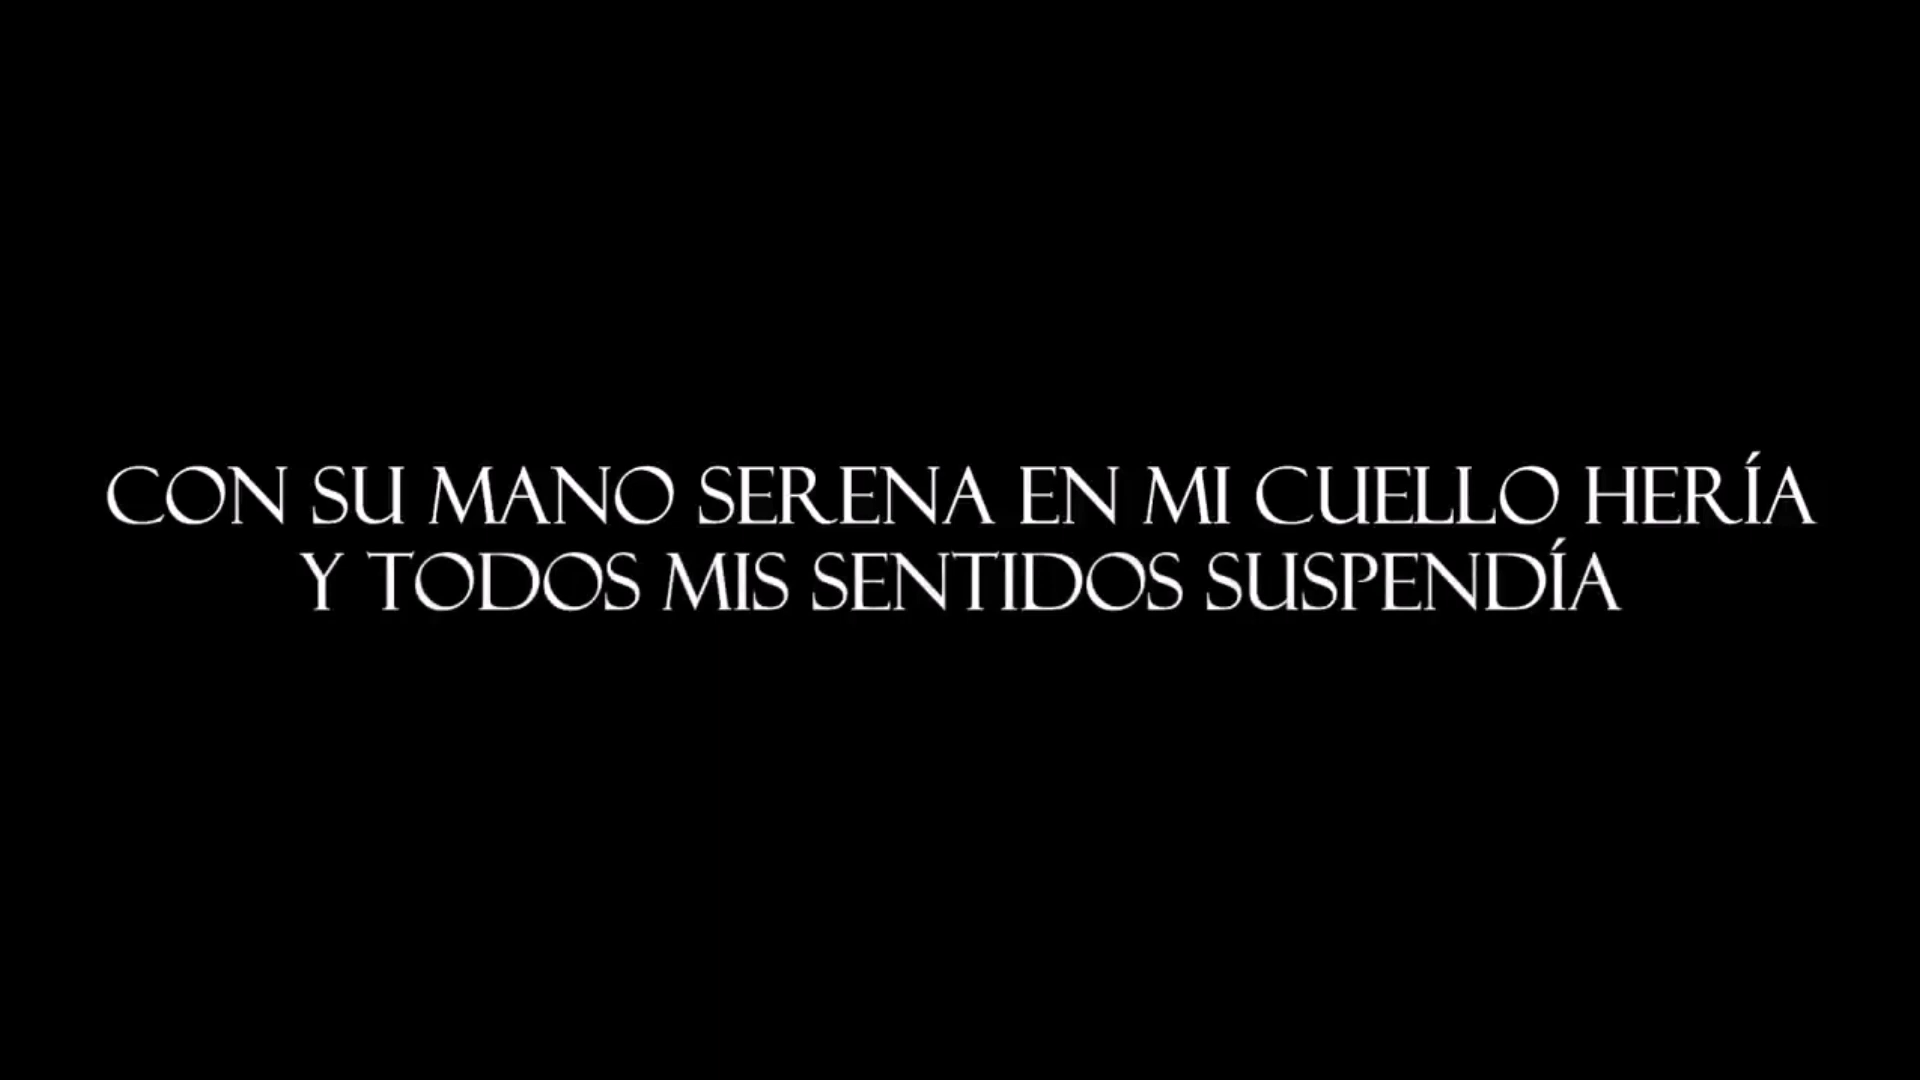 CON SU MANO SERENA EN MI CUELLO HERÍA
Y TODOS MIS SENTIDOS SUSPENDÍA